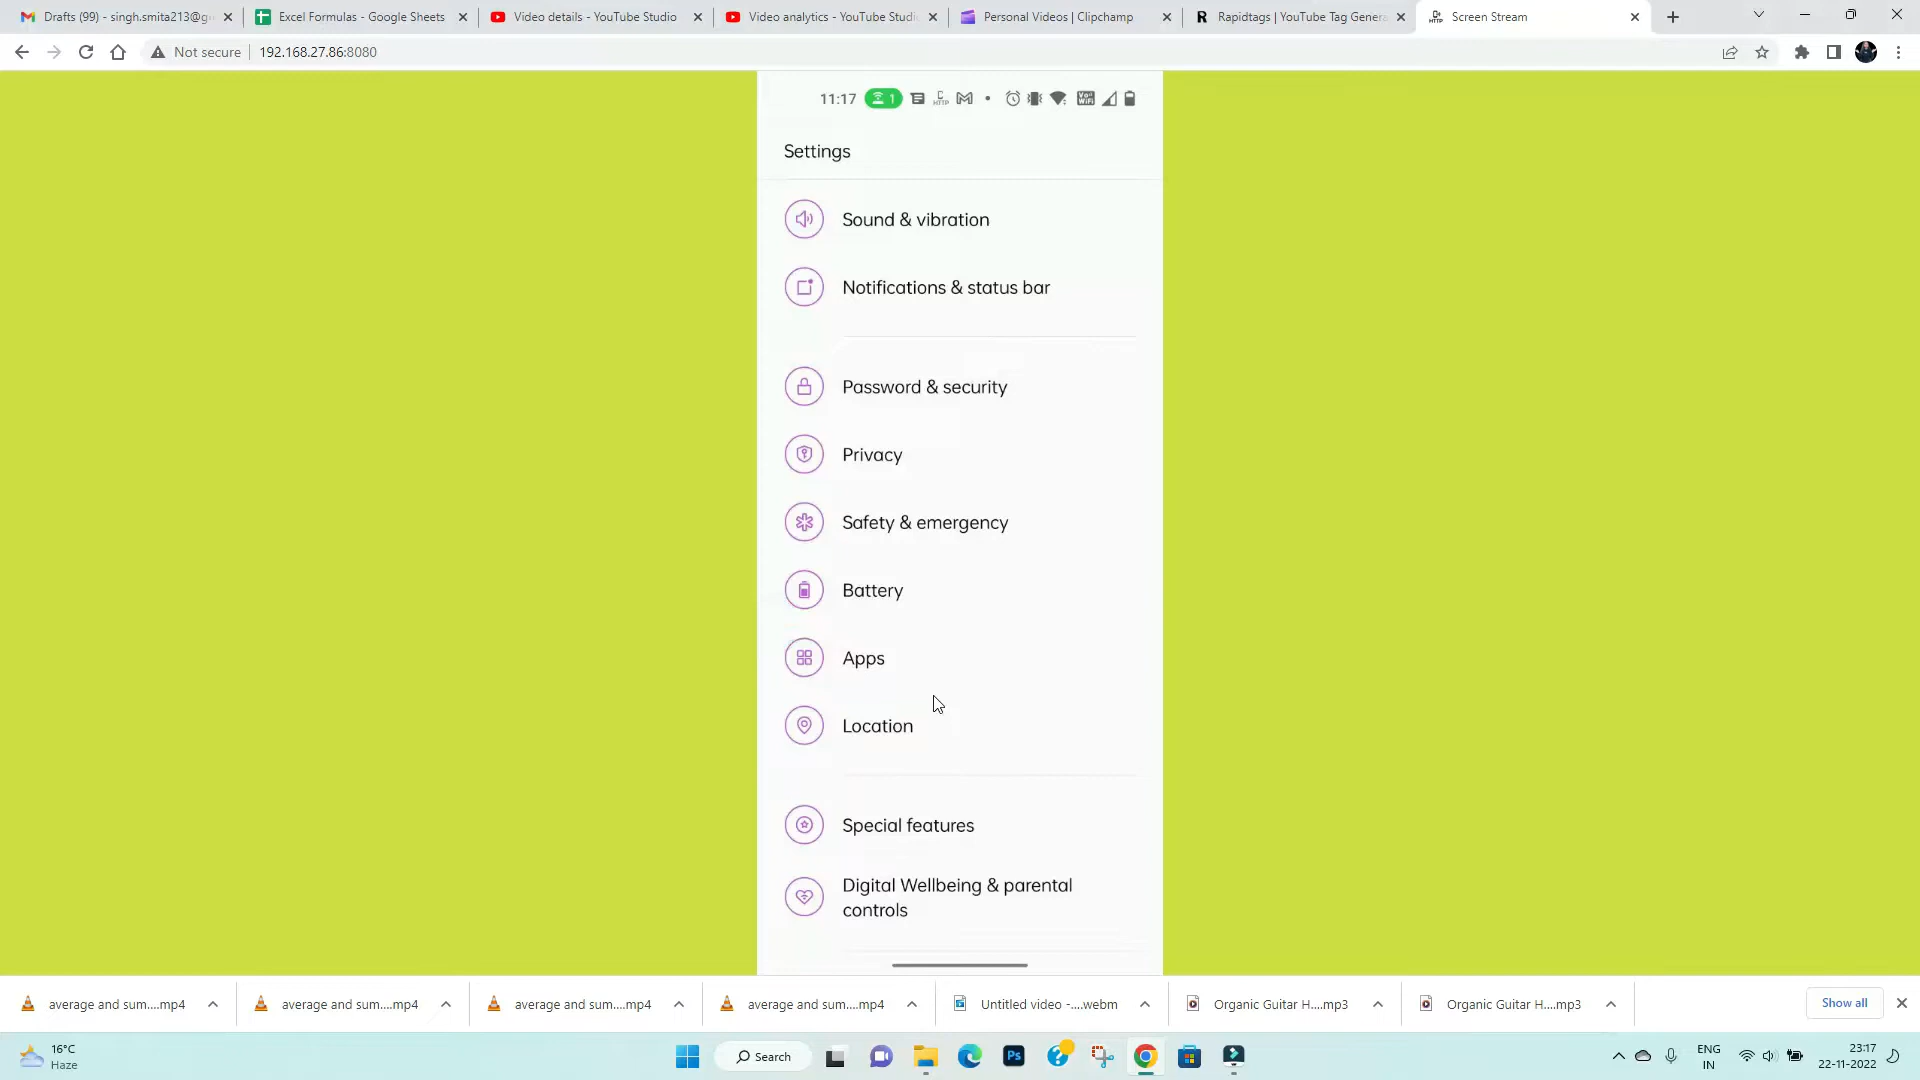 Drafts (99) - singh.smita213@g
Excel Formulas - Google Sheets
Video details - YouTube Studio
Video analytics - YouTube Studi
Personal Videos | Clipchamp
Rapidtags | YouTube Tag Genera
Screen Stream
Not secure
192.168.27.86:8080
11:17
1
Settings
Sound & vibration
Notifications & status bar
Password & security
Privacy
Safety & emergency
Battery
Apps
Location
Special features
Digital Wellbeing & parental
controls
average and sum....mp4
average and sum....mp4
average and sum....mp4
average and sum....mp4
Untitled video -....webm
Organic Guitar H....mp3
Organic Guitar H....mp3
Show all
16°C
Haze
Search
Ps
ENG
IN
23:17
22-11-2022